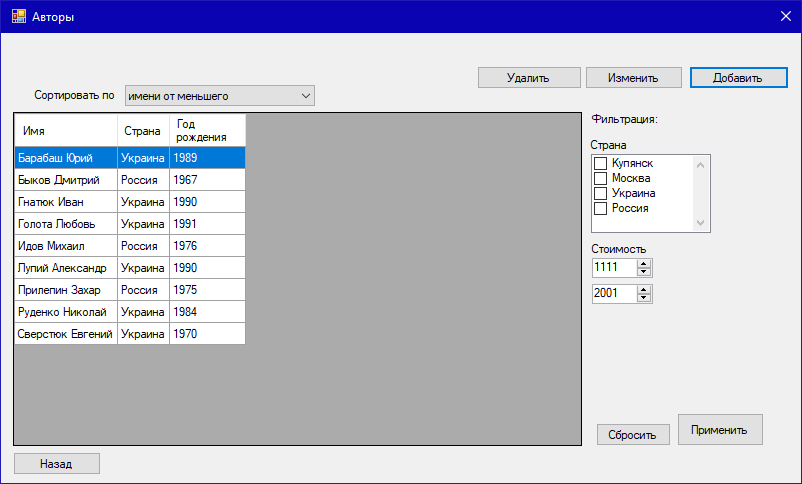 Авторы
Удалить
Изменить
Добавить
Сортировать по
имени от меньшего
Имя Страна Год рождения
Барабаш Юрий Украина 1989
Быков Дмитрий Россия 1967
Гнатюк Иван Украина 1990
Голота Любовь Украина 1991
Идов Михаил Россия 1976
Лупий Александр Украина 1990
Прилепин Захар Россия 1975
Руденко Николай Украина 1984
Сверстюк Евгений Украина 1970
Фильтрация:
Страна
Купянск
Москва
Украина
Россия
Стоимость
1111
2001
Сбросить
Применить
Назад